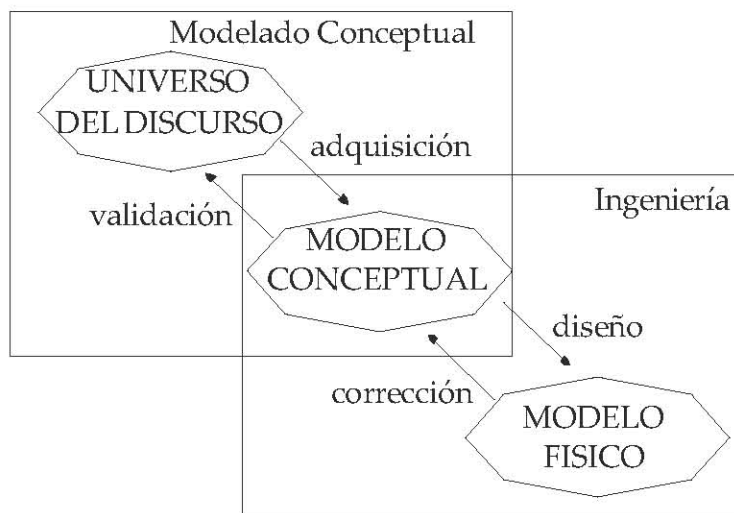 Modelado Conceptual
UNIVERSO
DEL DISCURSO
adquisición
validación
Ingeniería
MODELO
CONCEPTUAL
diseño
corrección
MODELO
FISICO